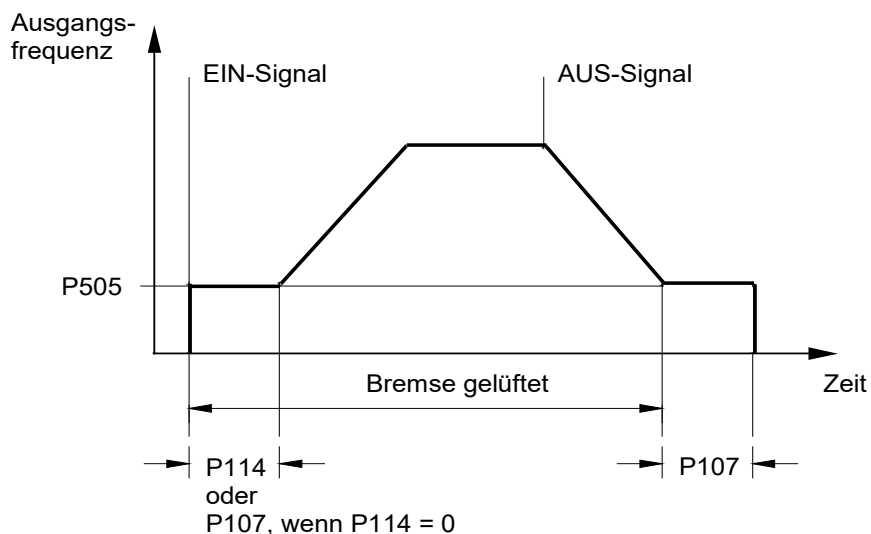 Ausgangs-
frequenz
EIN-Signal
AUS-Signal
P505
Bremse gelüftet
Zeit
P114
oder
P107, wenn P114 = 0
P107